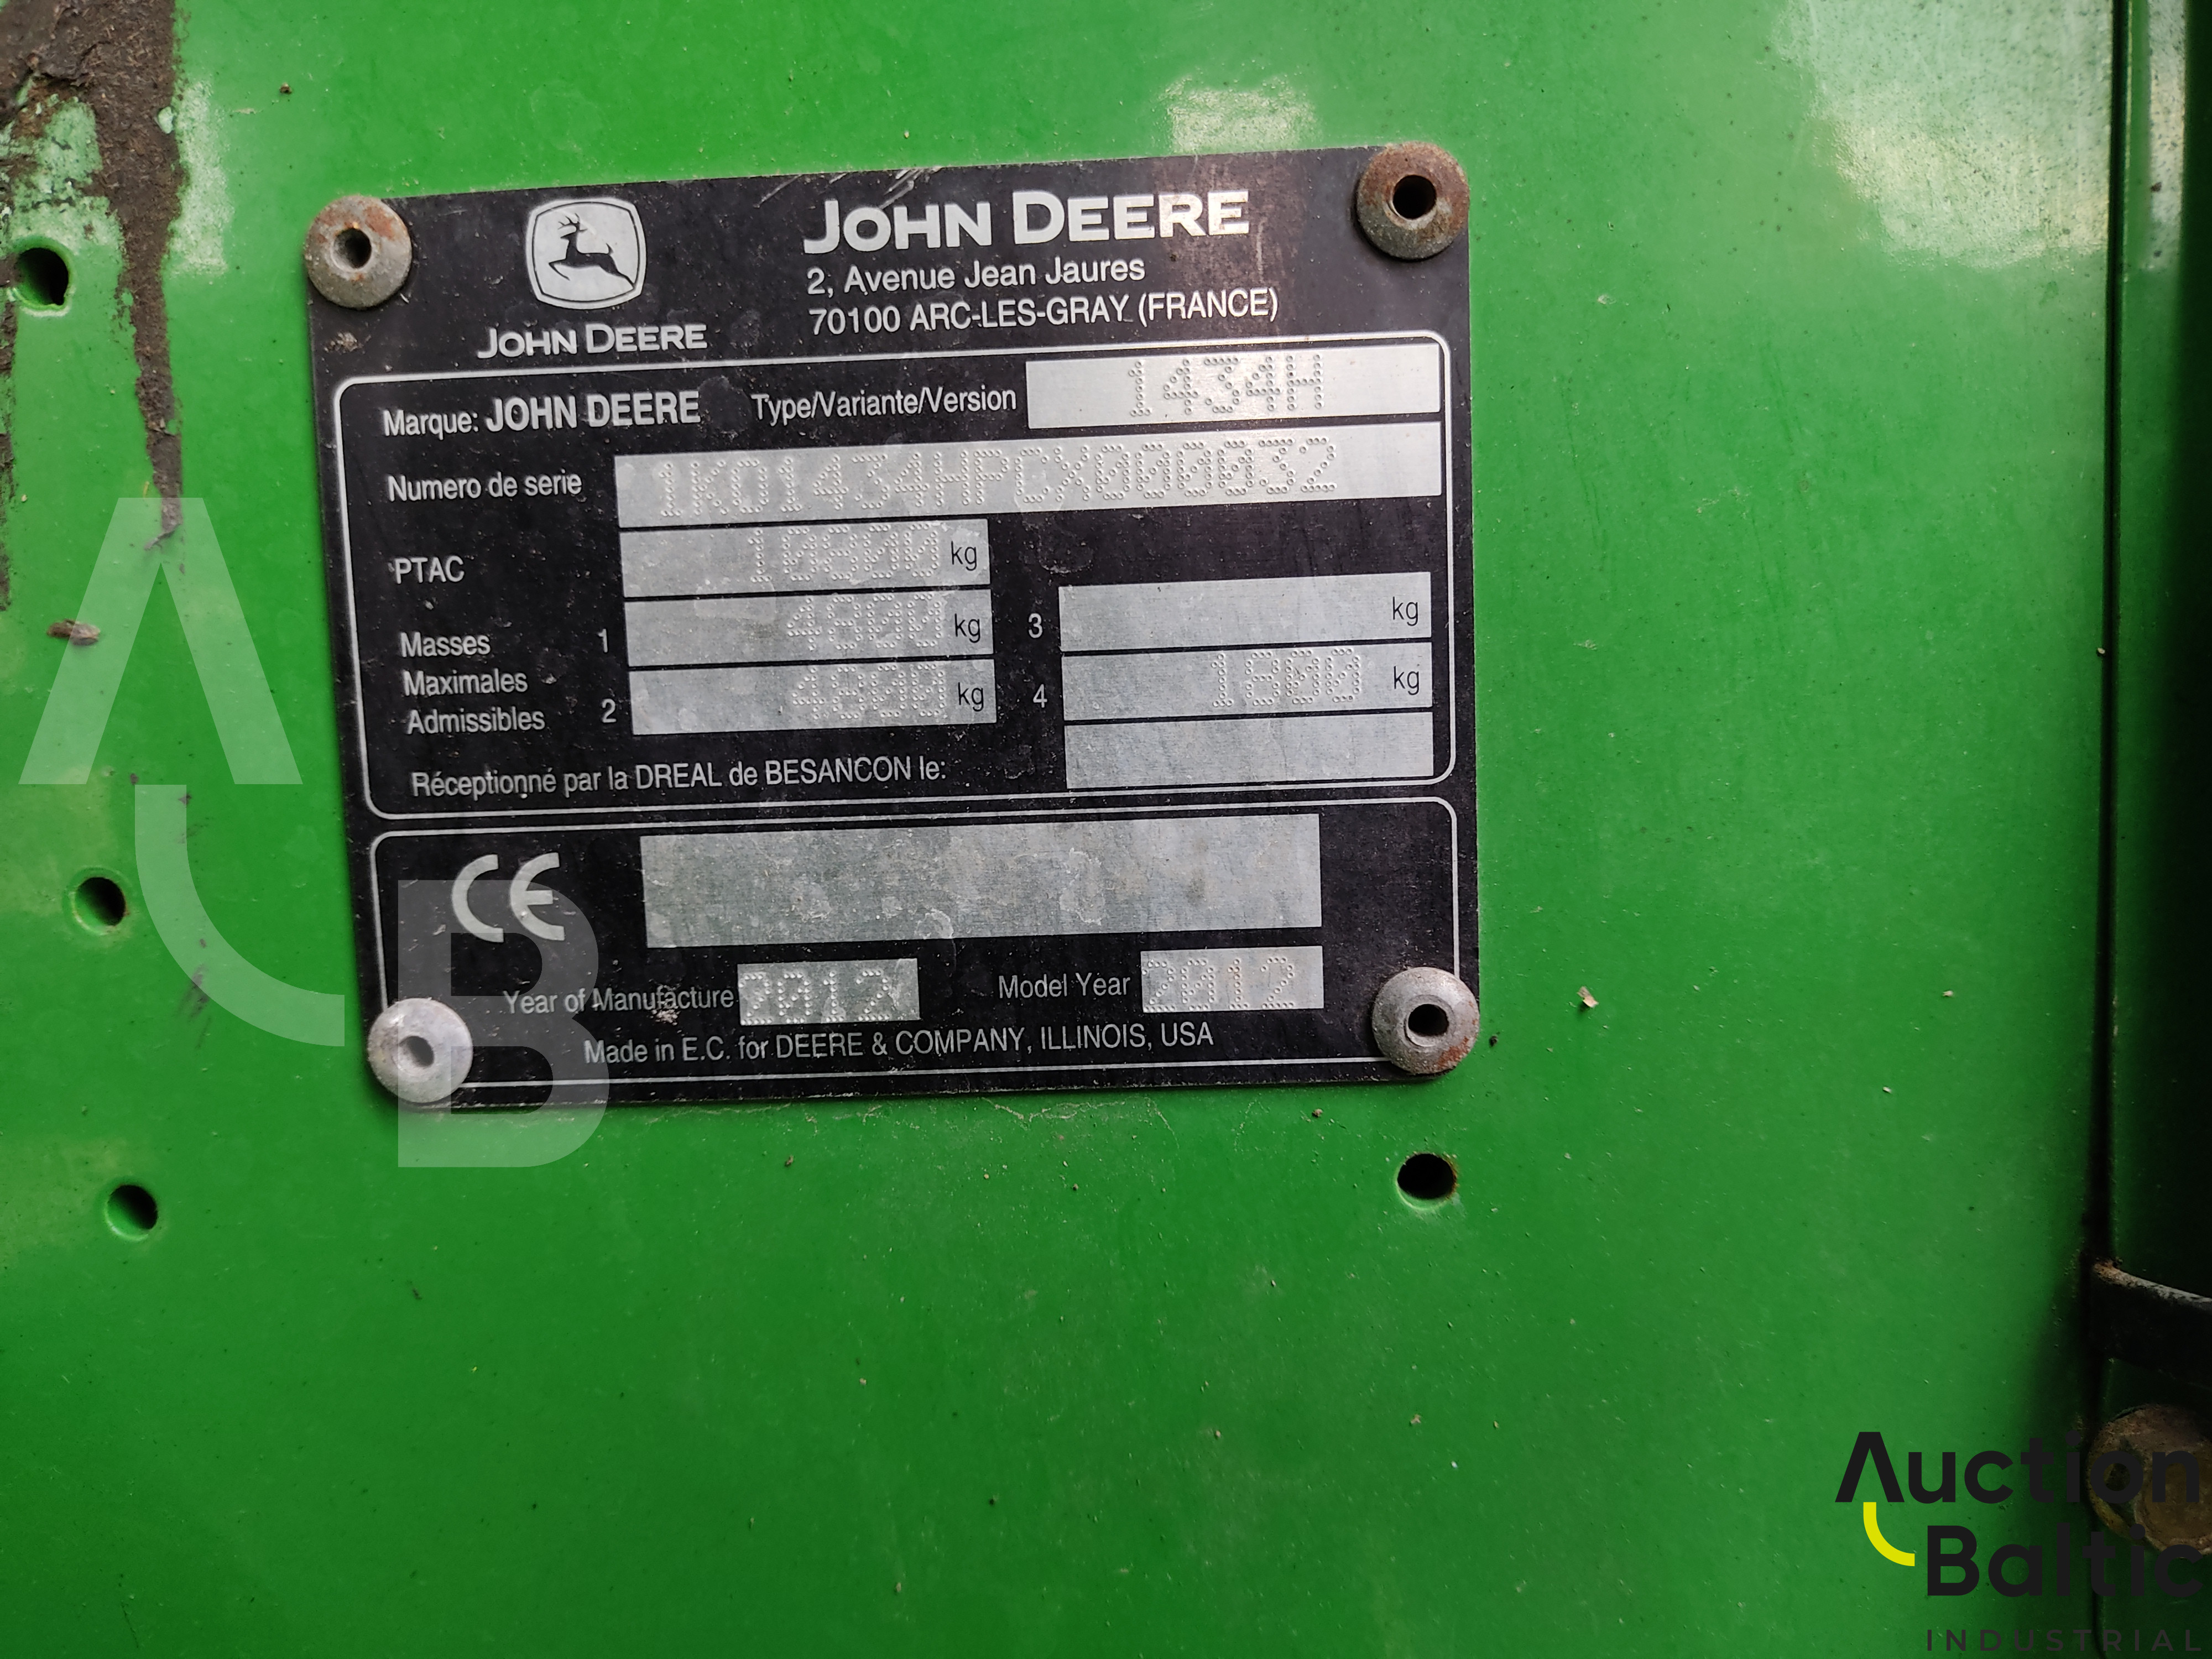 JOHN DEERE
JOHN DEERE
2, Avenue Jean Jaures
70100 ARC-LES-GRAY (FRANCE)
Marque: JOHN DEERE Type/Variante/Version 1434H
Numero de serie 1K01434HPCX000032
PTAC 10800 kg
Masses Maximales Admissibles
1 4800 kg 3 kg
2 4800 kg 4 1800 kg
Réceptionné par la DREAL de BESANCON le:
CE
Year of Manufacture 2012 Model Year 2012
Made in E.C. for DEERE & COMPANY, ILLINOIS, USA
AB
Auction
Baltic
INDUSTRIAL